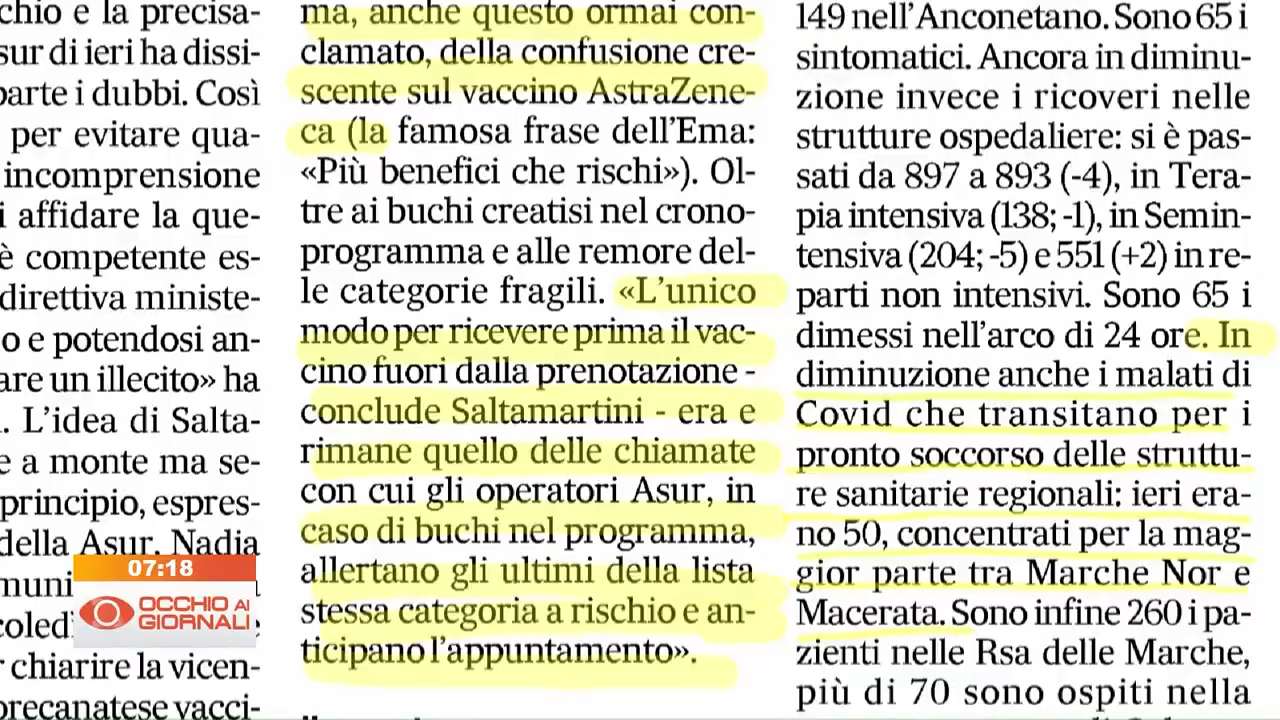 chio e la precisa-
sur di ieri ha dissi-
parte i dubbi. Così
per evitare qua-
incomprensione
i affidare la que-
è competente es-
direttiva ministe-
o e potendosi an-
are un illecito» ha
. L'idea di Salta-
e a monte ma se-
principio, espres-
della Asur, Nadia
muni
coled
r chiarire la vicen-
precanatese vacci-
ma, anche questo ormai con-
clamato, della confusione cre-
scente sul vaccino AstraZene-
ca (la famosa frase dell'Ema:
«Più benefici che rischi»). Ol-
tre ai buchi creatisi nel crono-
programma e alle remore del-
le categorie fragili. «L'unico
modo per ricevere prima il vac-
cino fuori dalla prenotazione -
conclude Saltamartini - era e
rimane quello delle chiamate
con cui gli operatori Asur, in
caso di buchi nel programma,
allertano gli ultimi della lista
stessa categoria a rischio e an-
ticipano l'appuntamento».
149 nell'Anconetano. Sono 65 i
sintomatici. Ancora in diminu-
zione invece i ricoveri nelle
strutture ospedaliere: si è pas-
sati da 897 a 893 (-4), in Tera-
pia intensiva (138; -1), in Semin-
tensiva (204; -5) e 551 (+2) in re-
parti non intensivi. Sono 65 i
dimessi nell'arco di 24 ore. In
diminuzione anche i malati di
Covid che transitano per i
pronto soccorso delle struttu-
re sanitarie regionali: ieri era-
no 50, concentrati per la mag-
gior parte tra Marche Nor e
Macerata. Sono infine 260 i pa-
zienti nelle Rsa delle Marche,
più di 70 sono ospiti nella
07:18
OCCHIO AI
GIORNALI